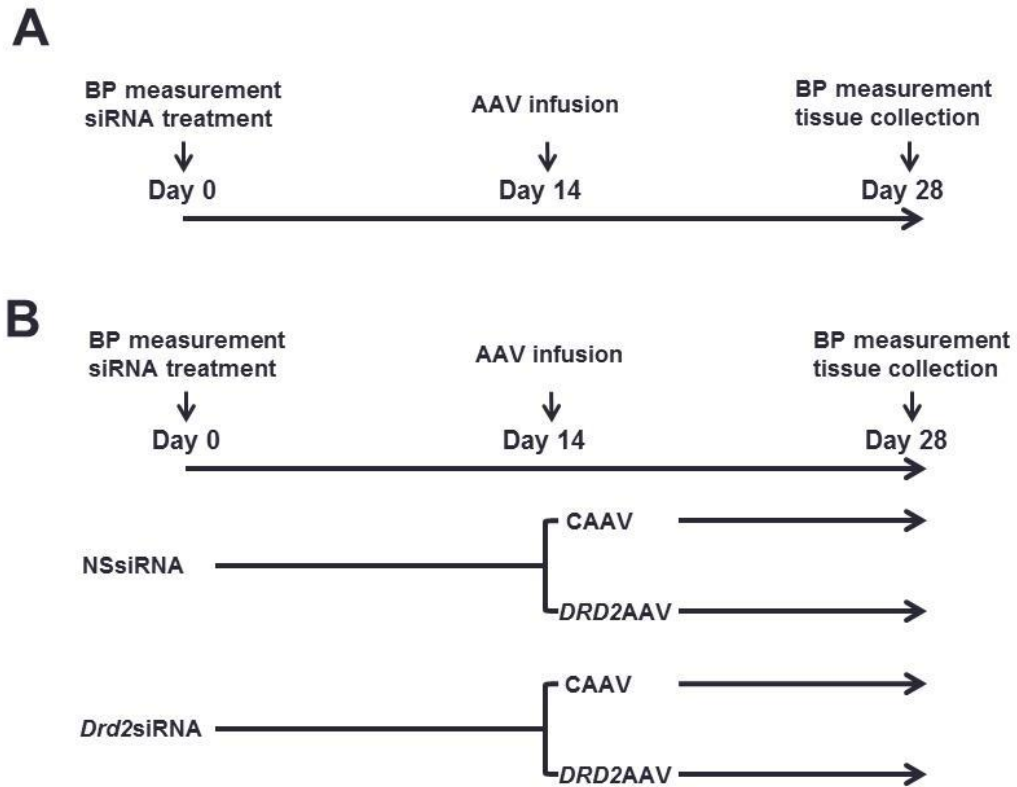 A
BP measurement
siRNA treatment
AAV infusion
BP measurement
tissue collection
Day 0
Day 14
Day 28
B
BP measurement
siRNA treatment
AAV infusion
BP measurement
tissue collection
Day 0
Day 14
Day 28
CAAV
NSsiRNA
DRD2AAV
CAAV
Drd2siRNA
DRD2AAV